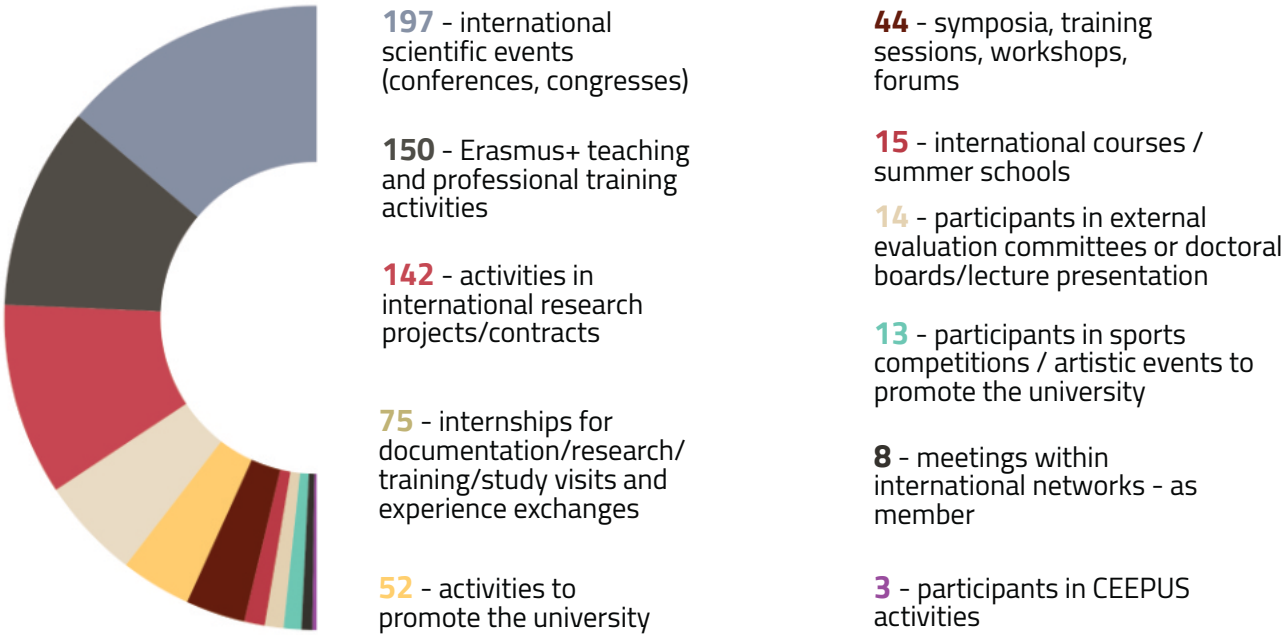 197 - international
scientific events
(conferences, congresses)
150 - Erasmus+ teaching
and professional training
activities
142 - activities in
international research
projects/contracts
75 - internships for
documentation/research/
training/study visits and
experience exchanges
52 - activities to
promote the university
44 - symposia, training
sessions, workshops,
forums
15 - international courses /
summer schools
14 - participants in external
evaluation committees or doctoral
boards/lecture presentation
13 - participants in sports
competitions / artistic events to
promote the university
8 - meetings within
international networks - as
member
3 - participants in CEEPUS
activities